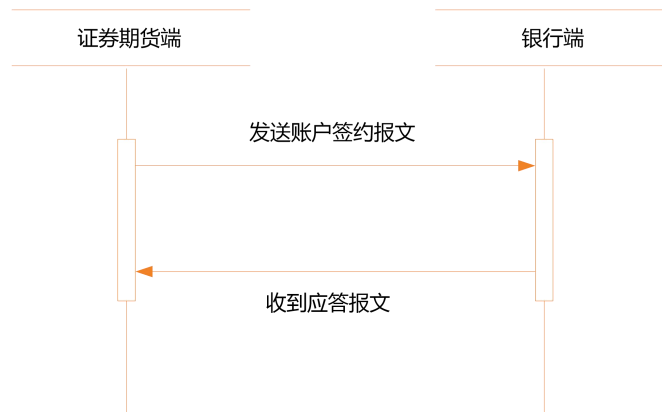 证券期货端
银行端
发送账户签约报文
收到应答报文